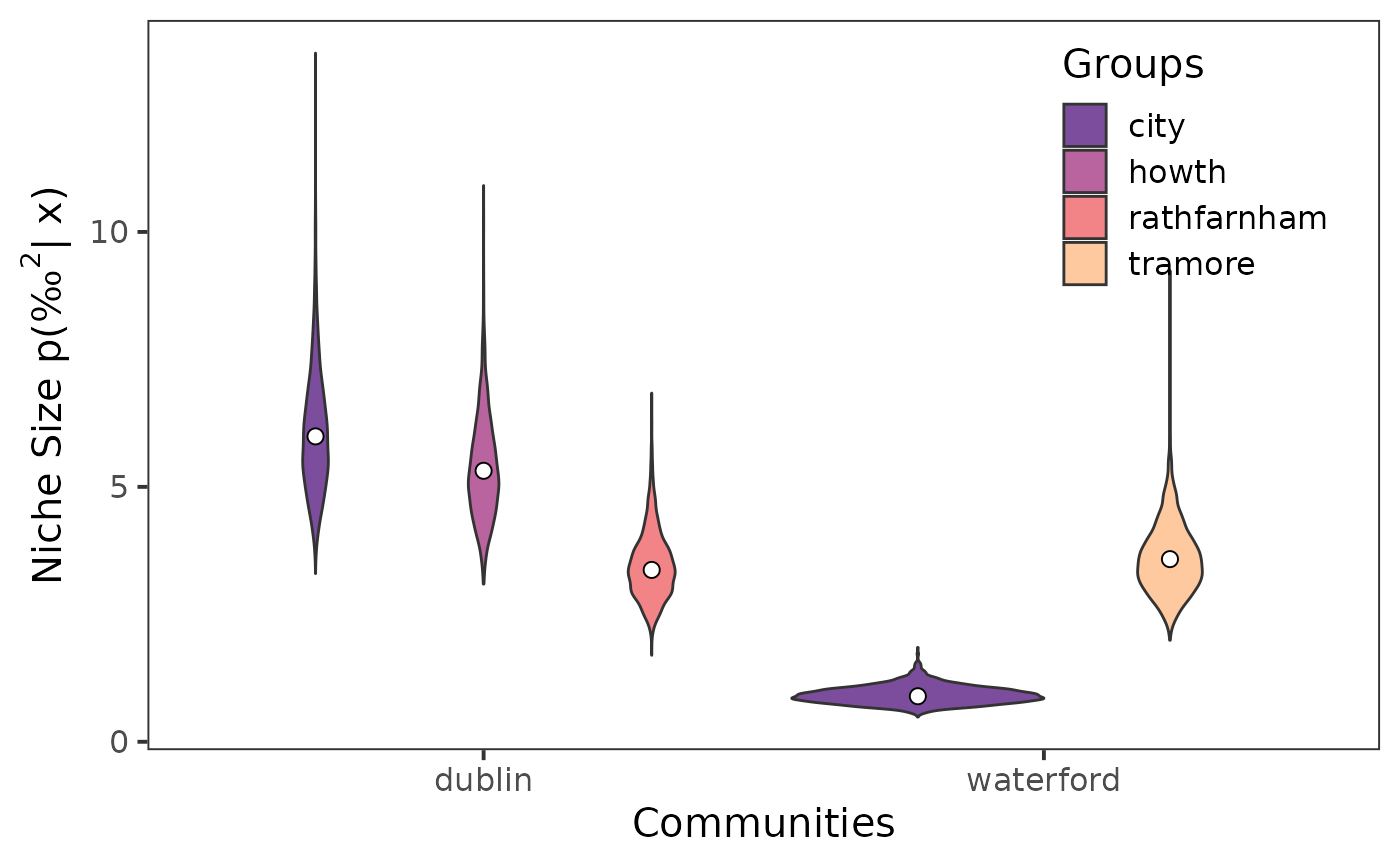 Groups
city
howth
rathfarnham
tramore
Niche Size p(‰²| x)
10
5
0
dublin waterford
Communities